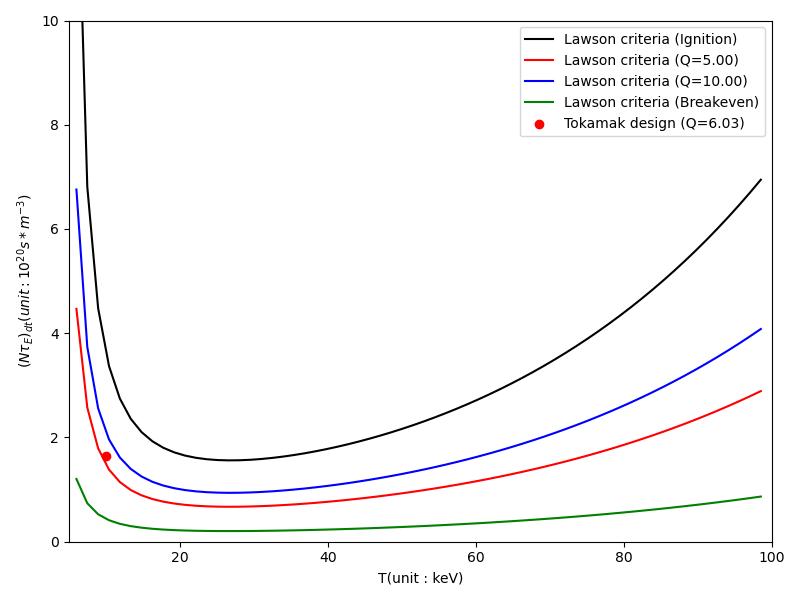 10
8
6
4
2
0
20
40
60
80
100
(Nτ_E)_{dt}(unit : 10^{20}s * m^{-3})
T(unit : keV)
Lawson criteria (Ignition)
Lawson criteria (Q=5.00)
Lawson criteria (Q=10.00)
Lawson criteria (Breakeven)
Tokamak design (Q=6.03)